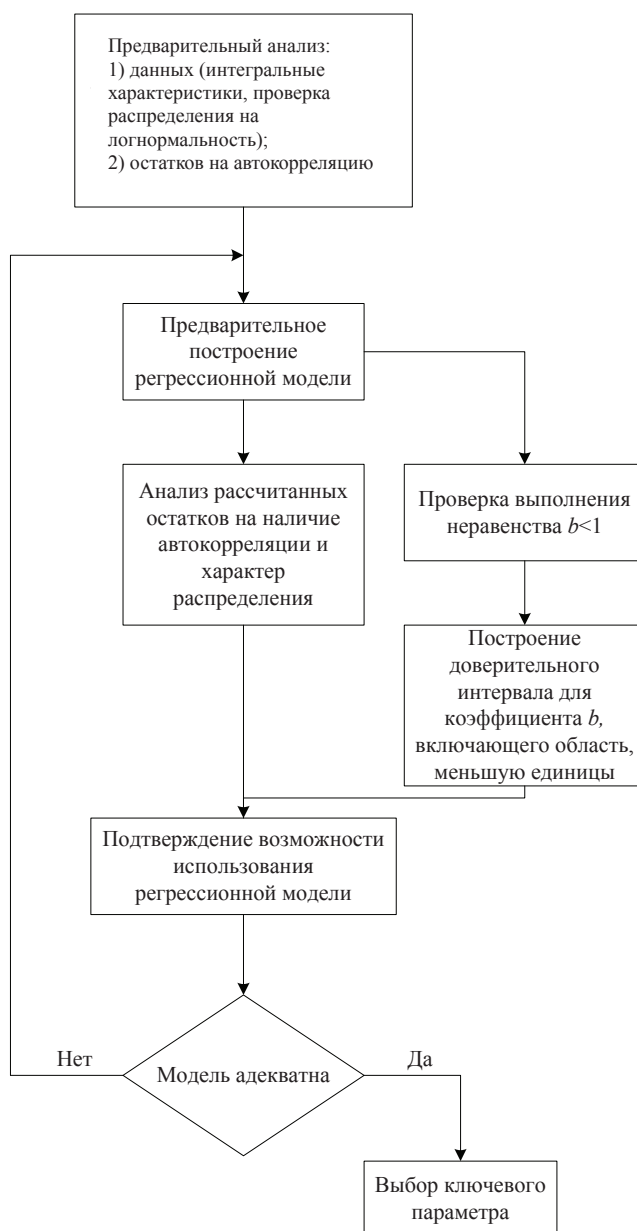 Предварительный анализ:
1) данных (интегральные
характеристики, проверка
распределения на
логнормальность);
2) остатков на автокорреляцию
Предварительное
построение
регрессионной модели
Анализ рассчитанных
остатков на наличие
автокорреляции и
характер
распределения
Проверка выполнения
неравенства b<1
Построение
доверительного
интервала для
коэффициента b,
включающего область,
меньшую единицы
Подтверждение возможности
использования
регрессионной модели
Нет
Модель адекватна
Да
Выбор ключевого
параметра